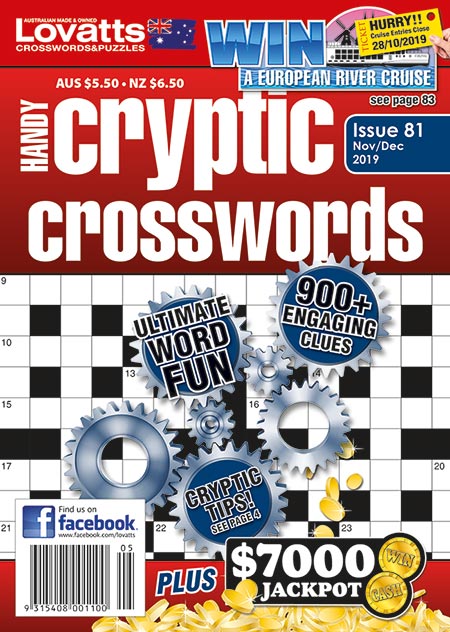 AUSTRALIAN MADE & OWNED
Lovatts
CROSSWORDS&PUZZLES
WIN
A EUROPEAN RIVER CRUISE
see page 83
TICKET
HURRY!!
Cruise Entries Close
28/10/2019
AUS $5.50 • NZ $6.50
HANDY
cryptic
crosswords
Issue 81
Nov/Dec
2019
9
10
13
15
16
17
20
21
23
ULTIMATE
WORD
FUN
900+
ENGAGING
CLUES
CRYPTIC
TIPS!
SEE PAGE 4
Find us on
facebook®
www.facebook.com/lovatts
05
9 315408 001100
PLUS
$7000
JACKPOT
WIN
CASH